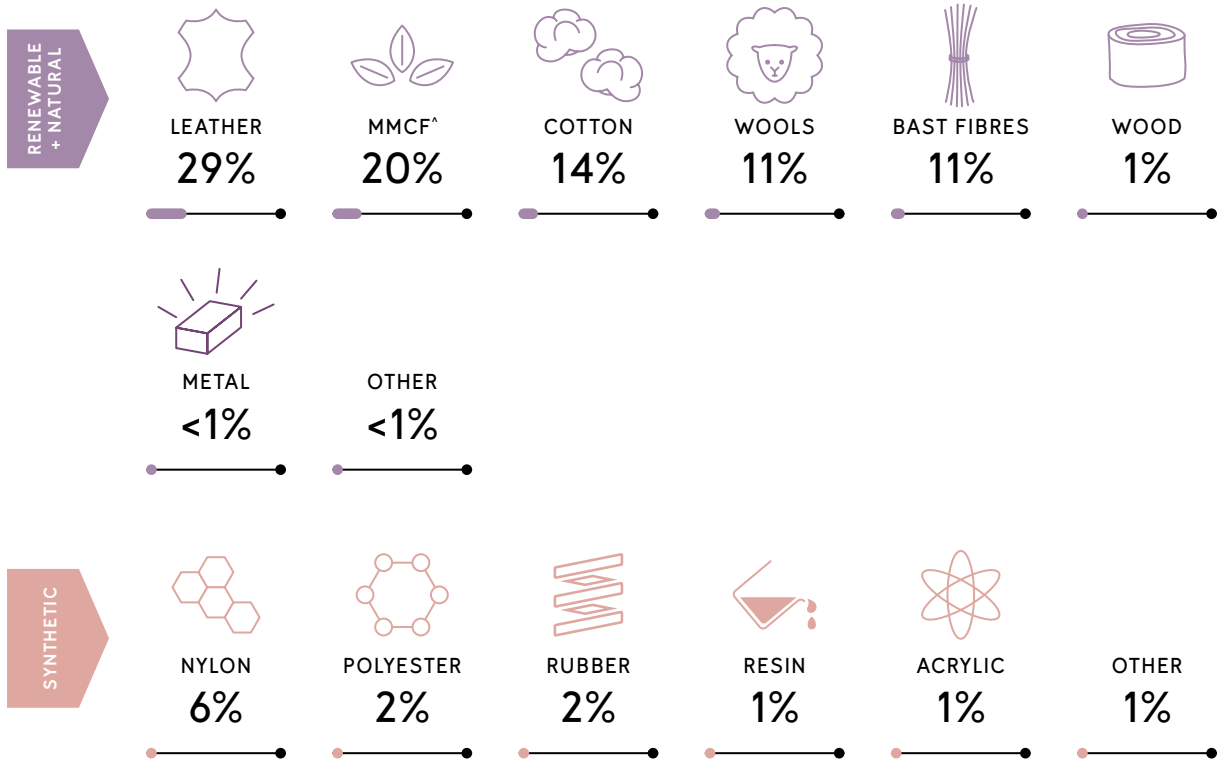 RENEWABLE
+ NATURAL
LEATHER
29%
MMCF^
20%
COTTON
14%
WOOLS
11%
BAST FIBRES
11%
WOOD
1%
METAL
<1%
OTHER
<1%
SYNTHETIC
NYLON
6%
POLYESTER
2%
RUBBER
2%
RESIN
1%
ACRYLIC
1%
OTHER
1%